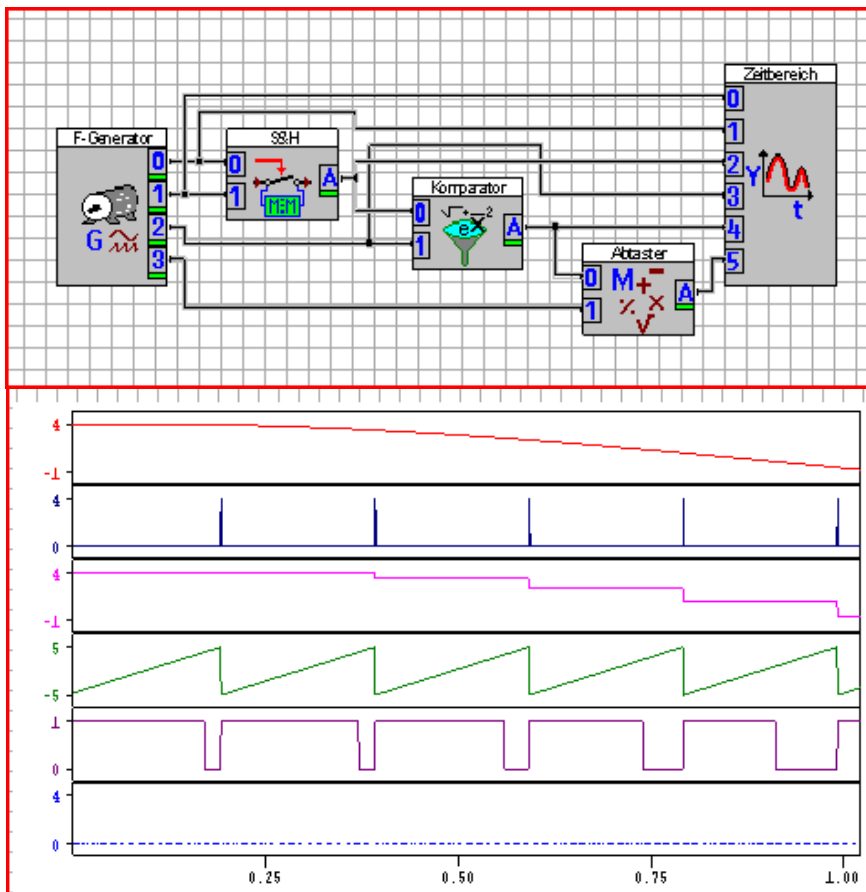 Zeitbereich
F-Generator
S&H
Komparator
Abtaster
0
1
2
3
G
0
1
A
M:M
0
1
e
x
A
0
1
M+-
% x
√
A
0
1
2
3
4
5
Y
t
4
-1
4
0
4
-1
5
-5
1
0
4
0
0.25 0.50 0.75 1.00